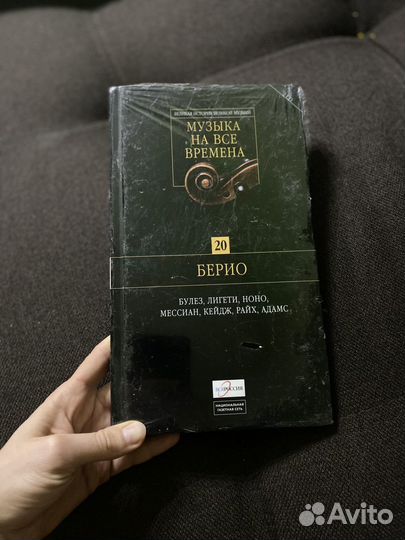 ВЕЛИКАЯ ИСТОРИЯ ВЕЛИКОЙ МУЗЫКИ
МУЗЫКА
НА ВСЕ
ВРЕМЕНА
20
БЕРИО
БУЛЕЗ, ЛИГЕТИ, НОНО,
МЕССИАН, КЕЙДЖ, РАЙХ, АДАМС
РОССИЯ
НАЦИОНАЛЬНАЯ
ГАЗЕТНАЯ СЕТЬ
Avito